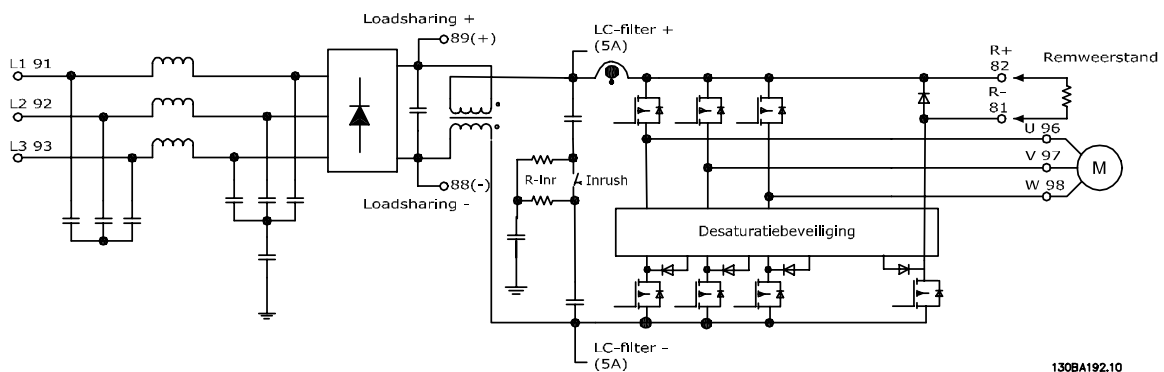 Loadsharing +
89(+)
LC-filter +
(5A)
R+
82
Remweerstand
R-
81
L1 91
L2 92
L3 93
U 96
V 97
W 98
M
88(-)
Loadsharing -
R-Inr
Inrush
Desaturatiebeveiliging
LC-filter -
(5A)
130BA192.10